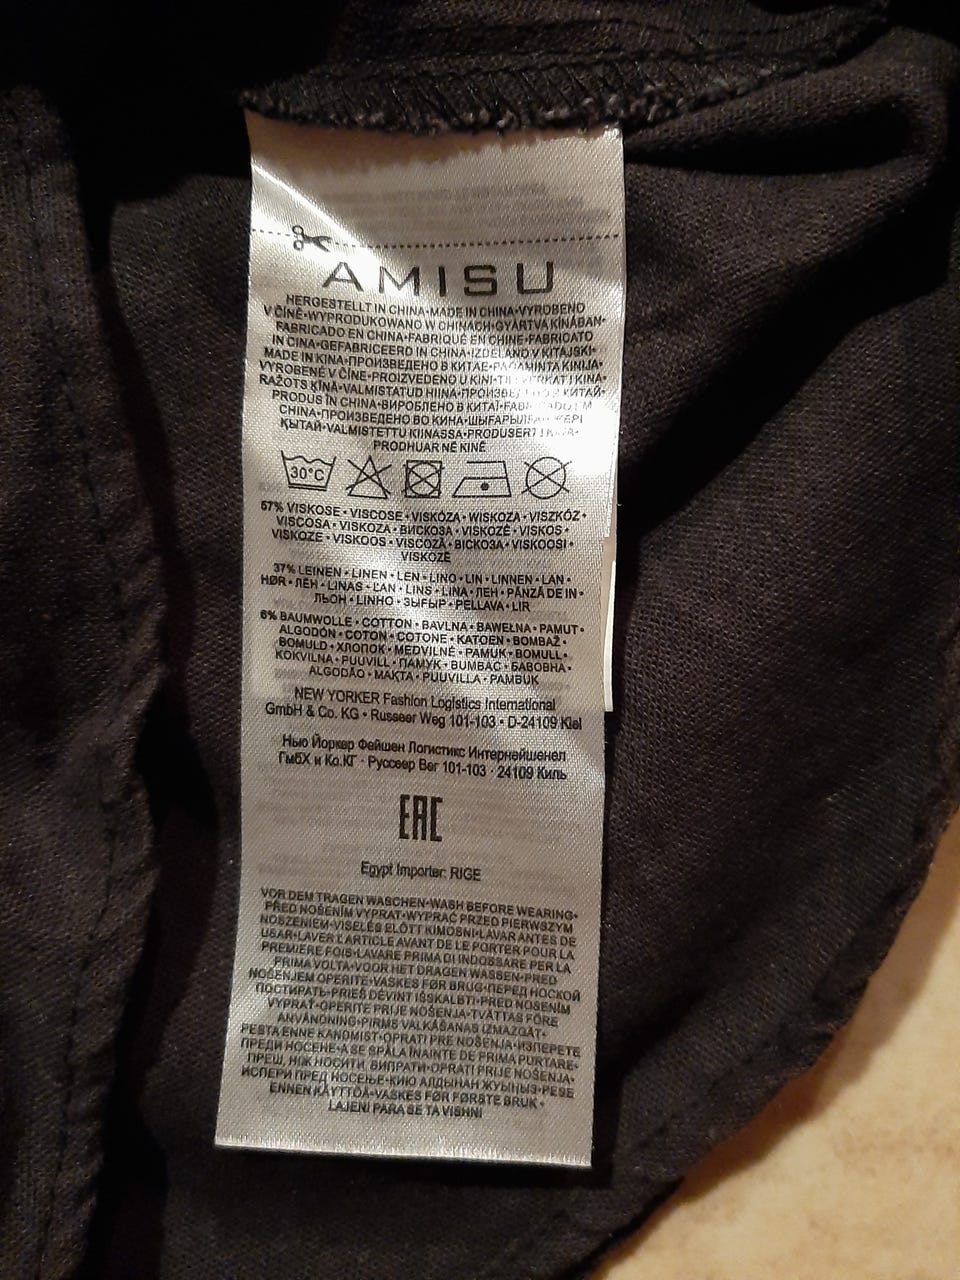 AMISU
HERGESTELLT IN CHINA•MADE IN CHINA•VYROBENO
V ČÍNĚ•WYPRODUKOWANO W CHINACH•GYÁRTVA KÍNÁBAN•
FABRICADO EN CHINA•FABRIQUÉ EN CHINE•FABRICATO
IN CINA•GEFABRICEERD IN CHINA•IZDELANO V KITAJSKI•
MADE IN KINA•ПРОИЗВЕДЕНО В КИТАЕ•PAGAMINTA KINIJA•
VYROBENÉ V ČÍNE•PROIZVEDENO U KINI•
RAŽOTS ĶĪNĀ•VALMISTATUD HIINA•
PRODUS ÎN CHINA•ВИРОБЛЕНО В КИТАЇ•
CHINA•ПРОИЗВЕДЕНО ВО КИНА•
ҚЫТАЙ•VALMISTETTU KIINASSA•
PRODHUAR NË KINË
30°C
57% VISKOSE • VISCOSE • VISKÓZA • WISKOZA • VISZKÓZ •
VISCOSA • VISKOZA • ВИСКОЗА • VISKOZĖ • VISKOS •
VISKOZE • VISKOOS • VISCOZĂ • ВІСКОЗА • VISKOOSI •
VISKOZË
37% LEINEN • LINEN • LEN • LINO • LIN • LINNEN • LAN •
HØR • ЛЁН • LINAS • ĽAN • LINS • LINA • ЛЕН • PÂNZĂ DE IN •
ЛЬОН • LINHO • ЗЫҒЫР • PELLAVA • LIR
6% BAUMWOLLE • COTTON • BAVLNA • BAWEŁNA • PAMUT •
ALGODÓN • COTON • COTONE • KATOEN • BOMBAŽ •
BOMULD • ХЛОПОК • MEDVILNĖ • PAMUK • BOMULL •
KOKVILNA • PUUVILL • ПАМУК • BUMBAC • БАВОВНА •
ALGODÃO • МАҚТА • PUUVILLA • PAMBUK
NEW YORKER Fashion Logistics International
GmbH & Co. KG • Russeer Weg 101-103 • D-24109 Kiel
Нью Йоркер Фейшен Логистикс Интернейшенел
ГмбХ и Ко.КГ · Руссеер Вег 101-103 · 24109 Киль
EAC
Egypt Importer: RIGE
VOR DEM TRAGEN WASCHEN•WASH BEFORE WEARING•
PŘED NOŠENÍM VYPRAT•WYPRAĆ PRZED PIERWSZYM
NOSZENIEM•VISELÉS ELŐTT KIMOSNI•LAVAR ANTES DE
USAR•LAVER L'ARTICLE AVANT DE LE PORTER POUR LA
PREMIERE FOIS•LAVARE PRIMA DI INDOSSARE PER LA
PRIMA VOLTA•VOOR HET DRAGEN WASSEN•PRED
NOŠENJEM OPERITE•VASKES FØR BRUG•ПЕРЕД НОСКОЙ
ПОСТИРАТЬ•PRIEŠ DĖVINT IŠSKALBTI•PRED NOSENÍM
VYPRAŤ•OPERITE PRIJE NOŠENJA•TVÄTTAS FÖRE
ANVÄNDNING•PIRMS VALKĀŠANAS IZMAZGĀT•
PESTA ENNE KANDMIST•OPRATI PRE NOŠENJA•ИЗПЕРЕТЕ
ПРЕДИ НОСЕНЕ•A SE SPĂLA ÎNAINTE DE PRIMA PURTARE•
ПРЕШ, НІЖ НОСИТИ, ВИПРАТИ•OPRATI PRIJE NOŠENJA•
ИСПЕРИ ПРЕД НОСЕЊЕ•КИЮ АЛДЫНАН ЖУЫҢЫЗ•PESE
ENNEN KÄYTTÖÄ•VASKES FØR FØRSTE BRUK•
LAJENI PARA SE TA VISHNI